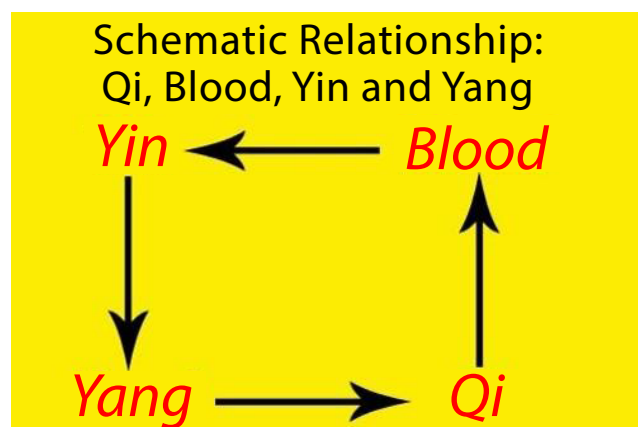 Schematic Relationship:
Qi, Blood, Yin and Yang
Yin Blood
Yang Qi